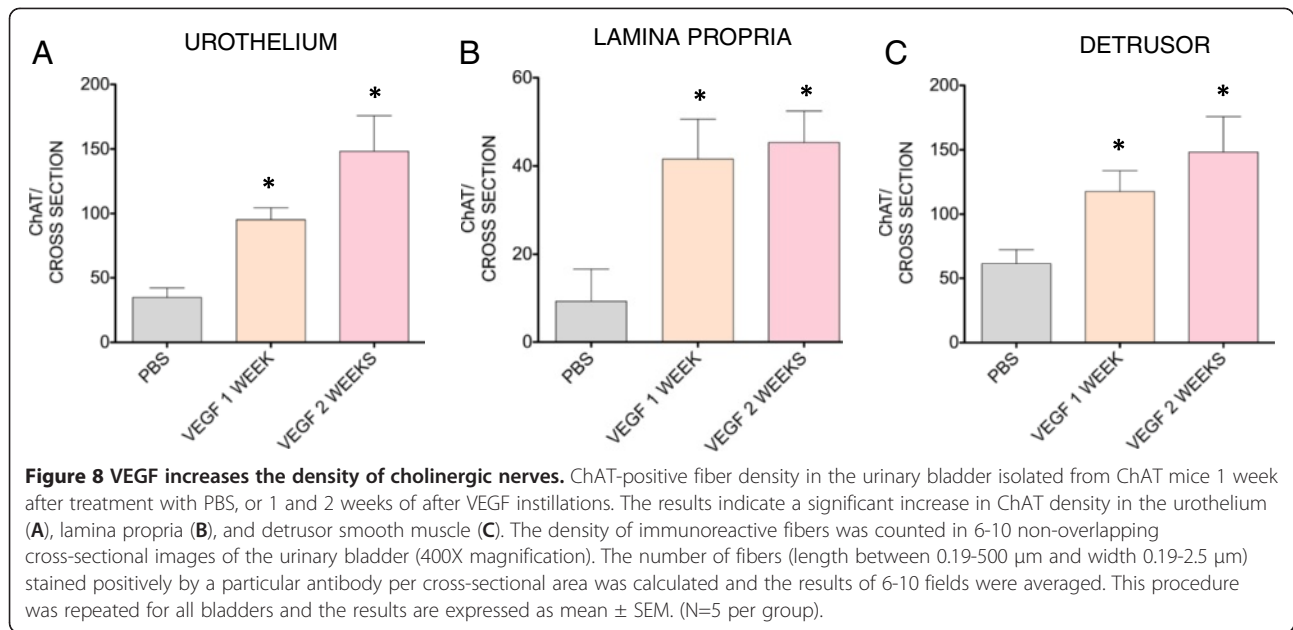 A
UROTHELIUM
200
150
100
50
0
ChAT/
CROSS SECTION
*
*
PBS
VEGF 1 WEEK
VEGF 2 WEEKS
B
LAMINA PROPRIA
60
40
20
0
ChAT/
CROSS SECTION
*
*
PBS
VEGF 1 WEEK
VEGF 2 WEEKS
C
DETRUSOR
200
150
100
50
0
ChAT/
CROSS SECTION
*
*
PBS
VEGF 1 WEEK
VEGF 2 WEEKS
Figure 8 VEGF increases the density of cholinergic nerves. ChAT-positive fiber density in the urinary bladder isolated from ChAT mice 1 week
after treatment with PBS, or 1 and 2 weeks of after VEGF instillations. The results indicate a significant increase in ChAT density in the urothelium
(A), lamina propria (B), and detrusor smooth muscle (C). The density of immunoreactive fibers was counted in 6-10 non-overlapping
cross-sectional images of the urinary bladder (400X magnification). The number of fibers (length between 0.19-500 μm and width 0.19-2.5 μm)
stained positively by a particular antibody per cross-sectional area was calculated and the results of 6-10 fields were averaged. This procedure
was repeated for all bladders and the results are expressed as mean ± SEM. (N=5 per group).